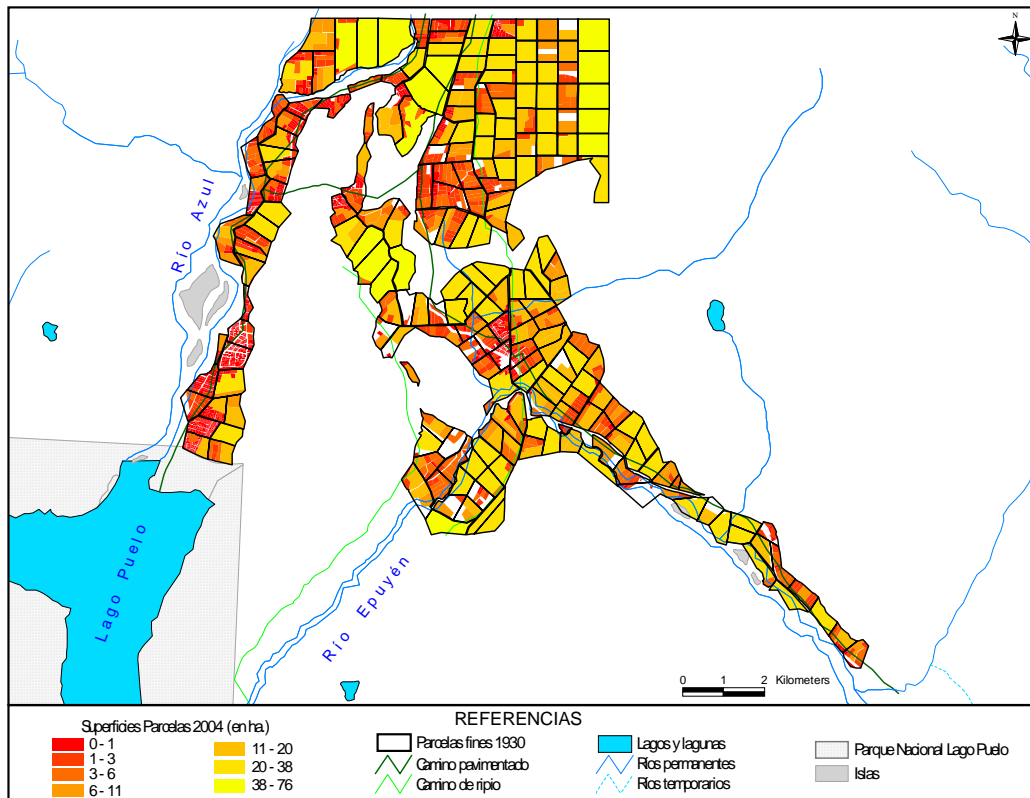 N
Río Azul
Lago Puelo
Río Epuyén
0 1 2 Kilometers
REFERENCIAS
Superficies Parcelas 2004 (en ha.)
0 - 1
1 - 3
3 - 6
6 - 11
11 - 20
20 - 38
38 - 76
Parcelas fines 1930
Camino pavimentado
Camino de ripio
Lagos y lagunas
Ríos permanentes
Ríos temporarios
Parque Nacional Lago Puelo
Islas